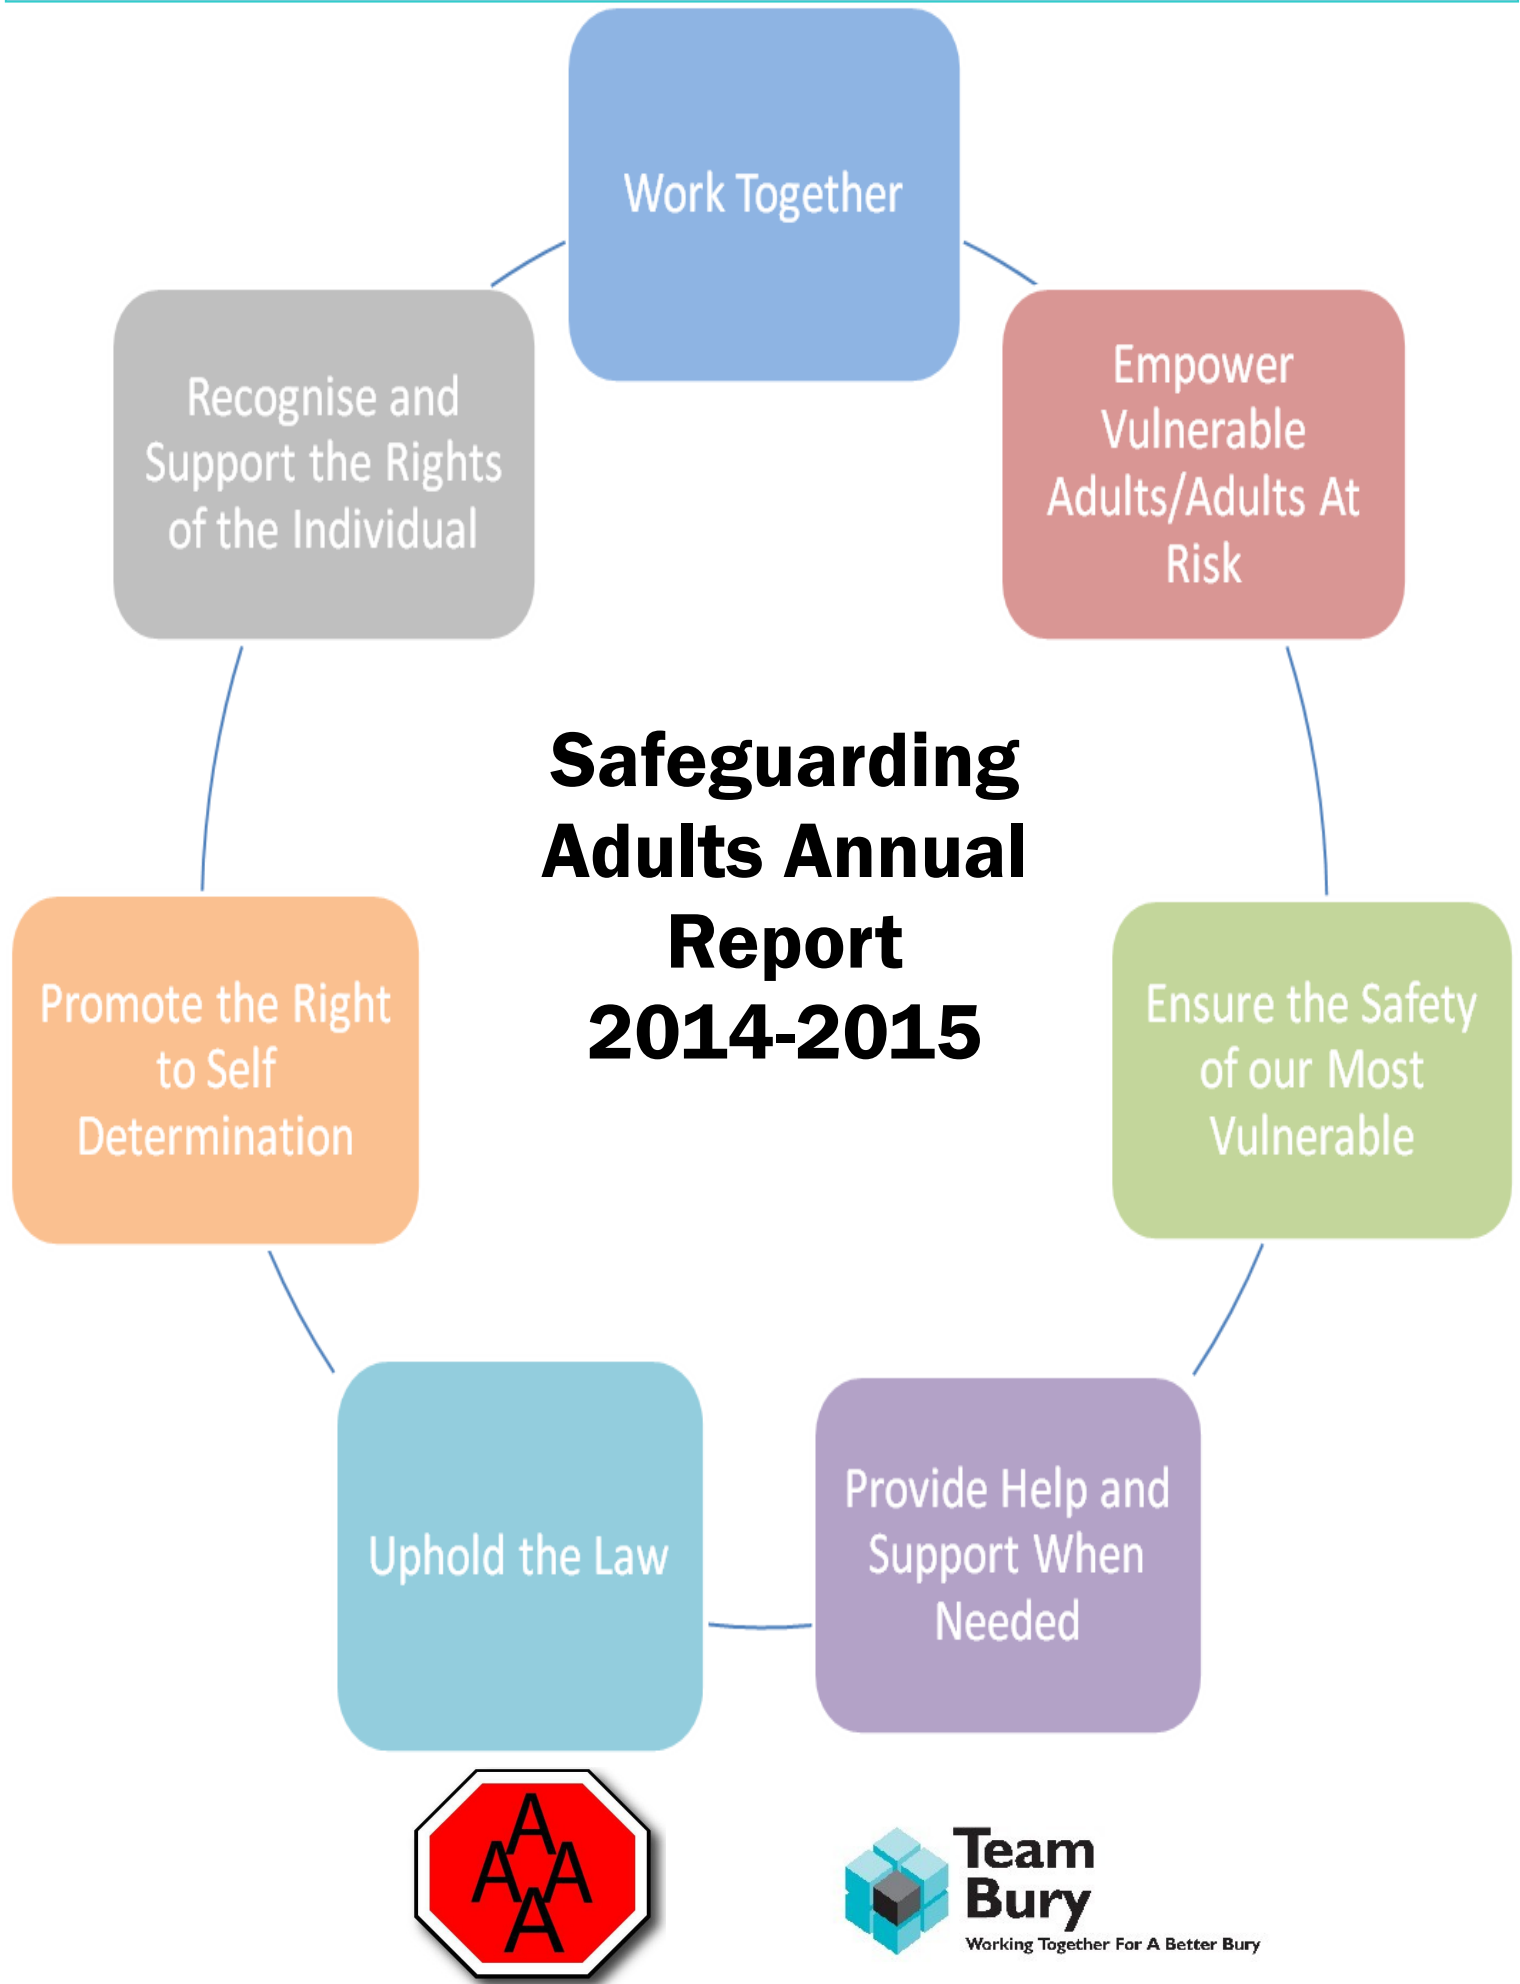 Work Together
Empower
Vulnerable
Adults/Adults At
Risk
Recognise and
Support the Rights
of the Individual
Safeguarding
Adults Annual
Report
2014-2015
Promote the Right
to Self
Determination
Ensure the Safety
of our Most
Vulnerable
Uphold the Law
Provide Help and
Support When
Needed
A
A A
A
Team
Bury
Working Together For A Better Bury